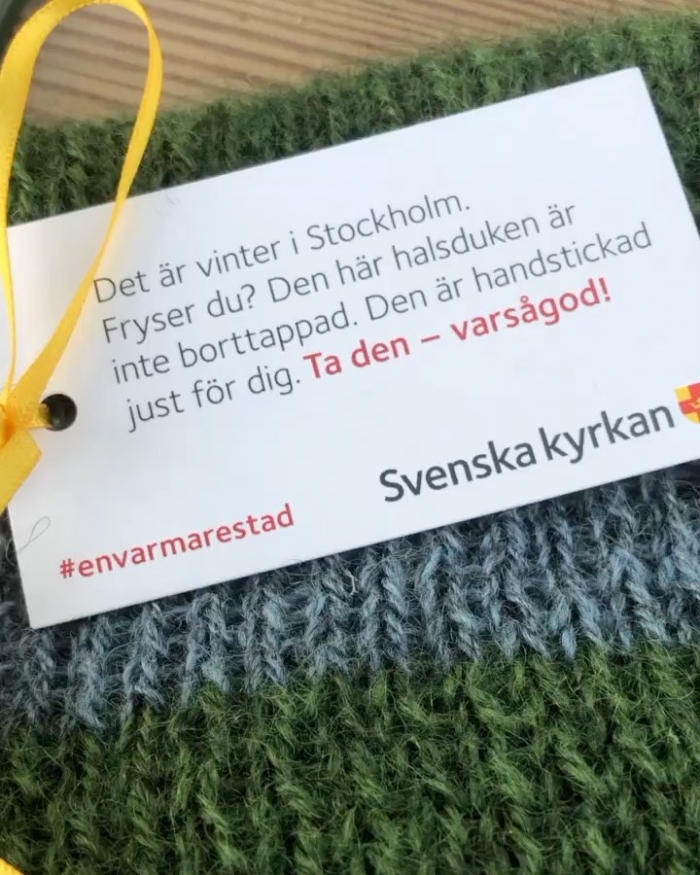 Det är vinter i Stockholm.
Fryser du? Den här halsduken är
inte borttappad. Den är handstickad
just för dig. Ta den – varsågod!
Svenska kyrkan
#envarmarestad